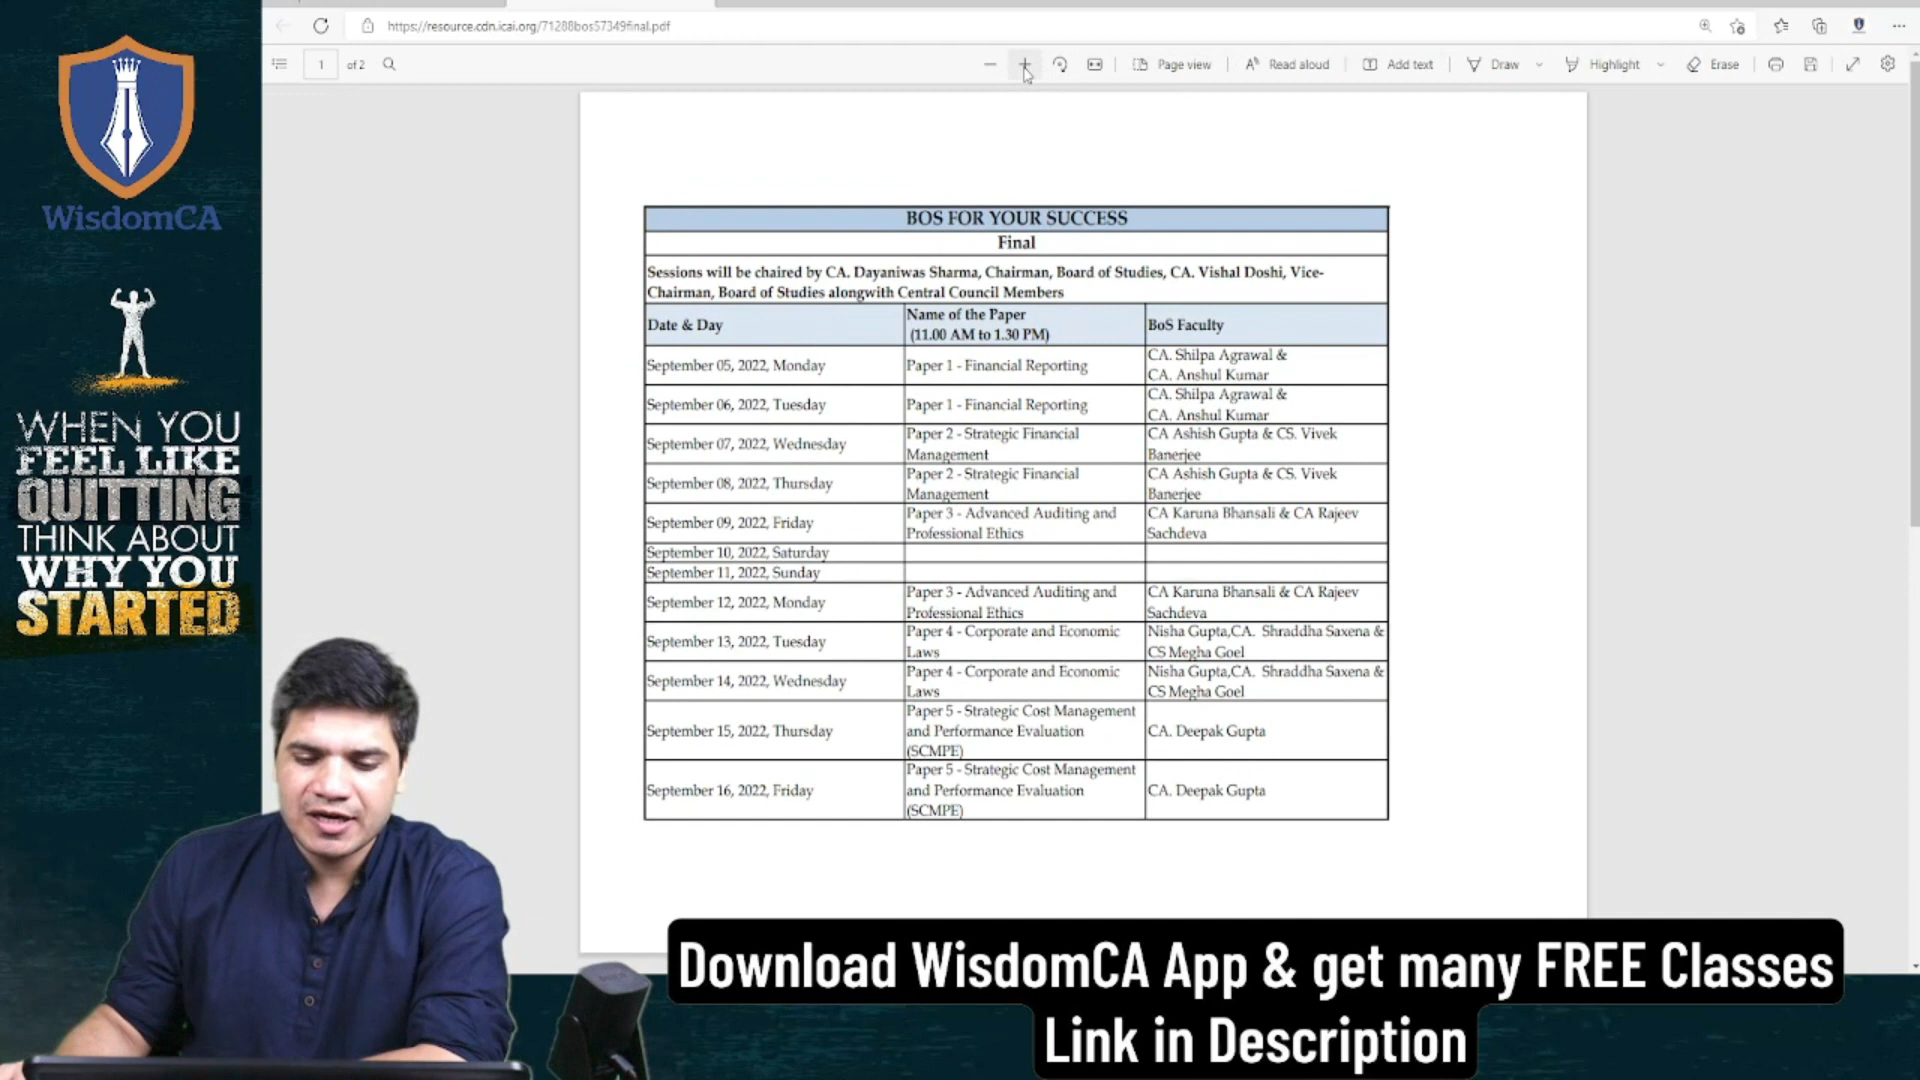 https://resource.cdn.icai.org/71288bos57349final.pdf
1 of 2
Page view
Read aloud
Add text
Draw
Highlight
Erase
WisdomCA
WHEN YOU
FEEL LIKE
QUITTING
THINK ABOUT
WHY YOU
STARTED
BOS FOR YOUR SUCCESS
Final
Sessions will be chaired by CA. Dayaniwas Sharma, Chairman, Board of Studies, CA. Vishal Doshi, Vice-
Chairman, Board of Studies alongwith Central Council Members
Date & Day
Name of the Paper
(11.00 AM to 1.30 PM)
BoS Faculty
September 05, 2022, Monday
Paper 1 - Financial Reporting
CA. Shilpa Agrawal &
CA. Anshul Kumar
September 06, 2022, Tuesday
Paper 1 - Financial Reporting
CA. Shilpa Agrawal &
CA. Anshul Kumar
September 07, 2022, Wednesday
Paper 2 - Strategic Financial
Management
CA Ashish Gupta & CS. Vivek
Banerjee
September 08, 2022, Thursday
Paper 2 - Strategic Financial
Management
CA Ashish Gupta & CS. Vivek
Banerjee
September 09, 2022, Friday
Paper 3 - Advanced Auditing and
Professional Ethics
CA Karuna Bhansali & CA Rajeev
Sachdeva
September 10, 2022, Saturday
September 11, 2022, Sunday
September 12, 2022, Monday
Paper 3 - Advanced Auditing and
Professional Ethics
CA Karuna Bhansali & CA Rajeev
Sachdeva
September 13, 2022, Tuesday
Paper 4 - Corporate and Economic
Laws
Nisha Gupta,CA. Shraddha Saxena &
CS Megha Goel
September 14, 2022, Wednesday
Paper 4 - Corporate and Economic
Laws
Nisha Gupta,CA. Shraddha Saxena &
CS Megha Goel
September 15, 2022, Thursday
Paper 5 - Strategic Cost Management
and Performance Evaluation
(SCMPE)
CA. Deepak Gupta
September 16, 2022, Friday
Paper 5 - Strategic Cost Management
and Performance Evaluation
(SCMPE)
CA. Deepak Gupta
Download WisdomCA App & get many FREE Classes
Link in Description